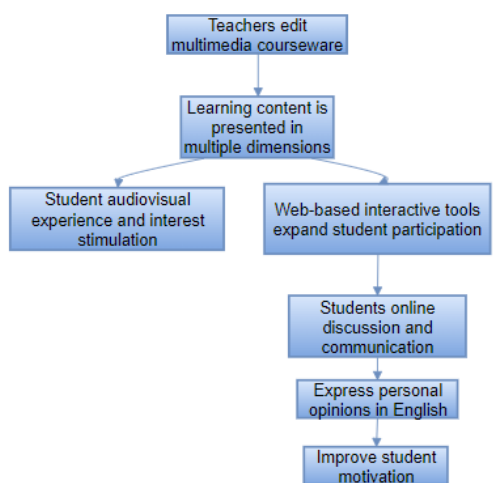 Teachers edit
multimedia courseware
Learning content is
presented in
multiple dimensions
Student audiovisual
experience and interest
stimulation
Web-based interactive tools
expand student participation
Students online
discussion and
communication
Express personal
opinions in English
Improve student
motivation